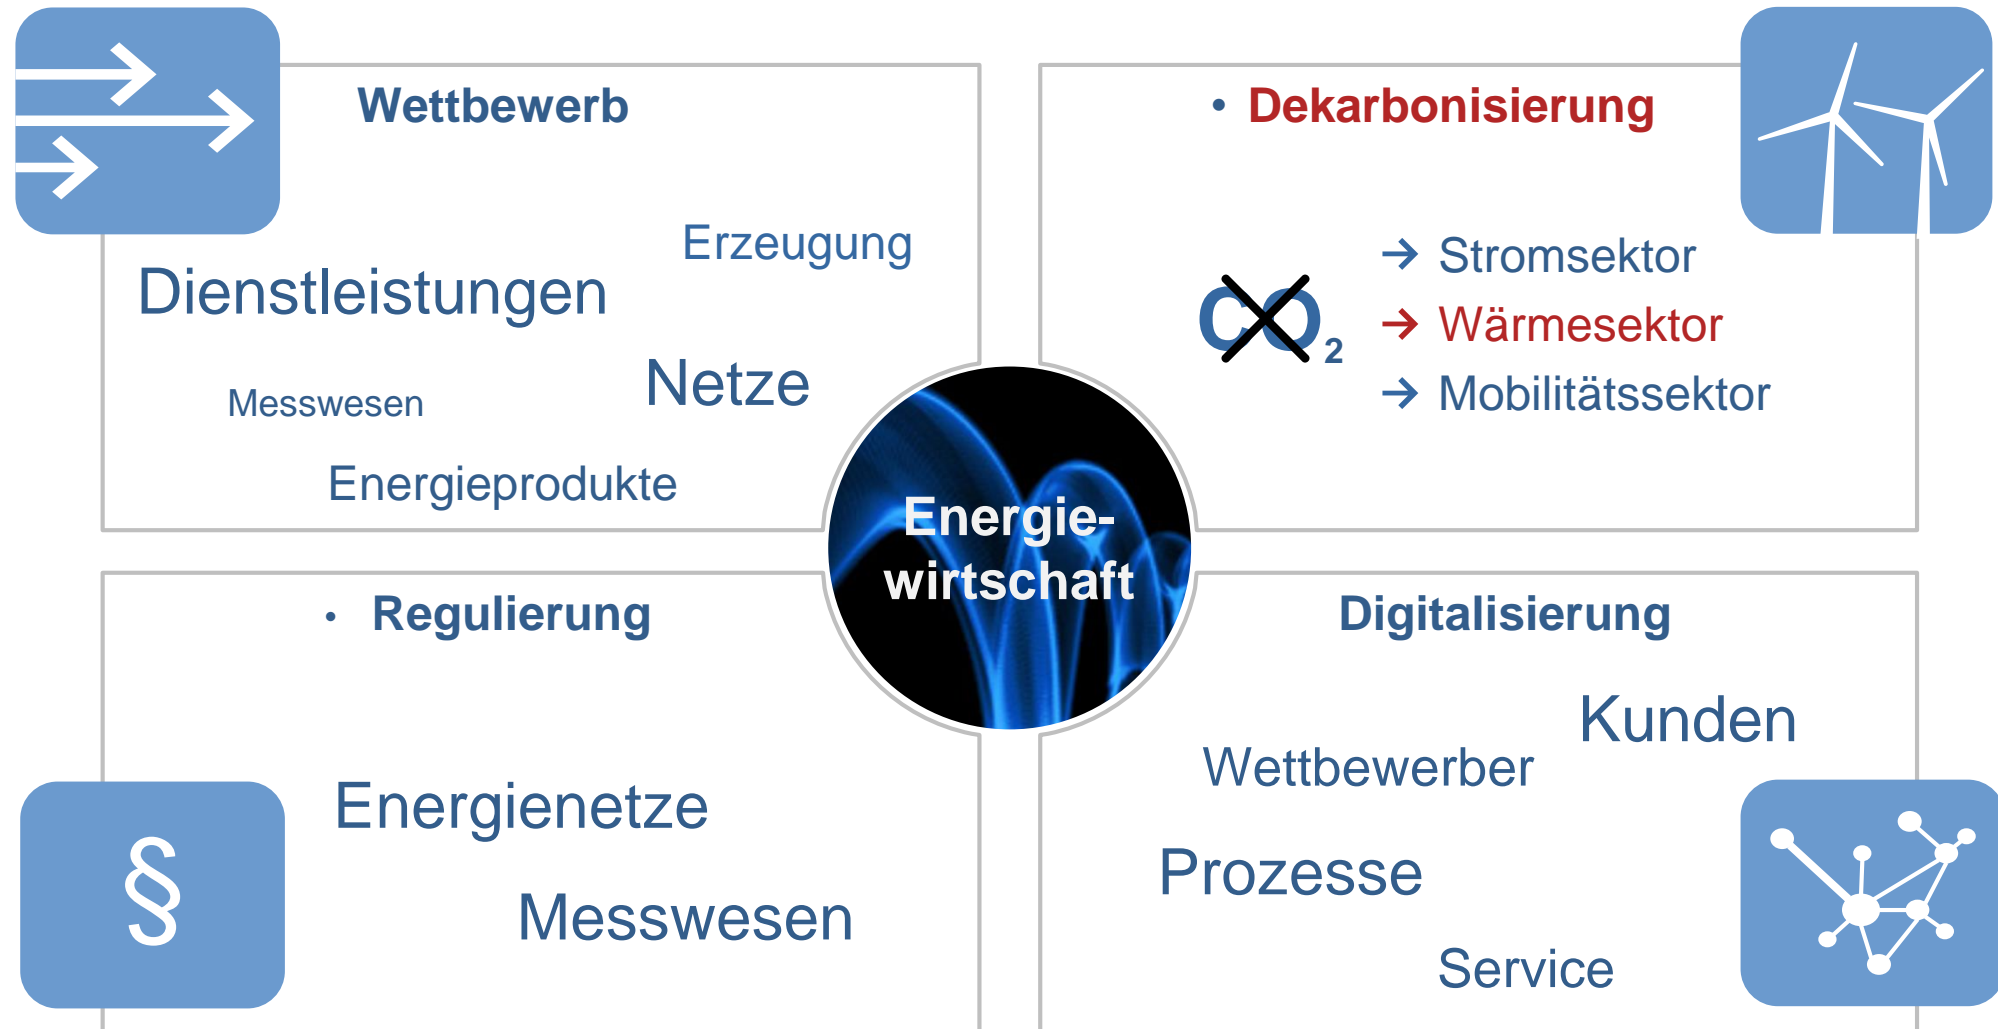 Wettbewerb
Erzeugung
Dienstleistungen
Netze
Messwesen
Energieprodukte
• Dekarbonisierung
CO₂
→ Stromsektor
→ Wärmesektor
→ Mobilitätssektor
Energie-
wirtschaft
• Regulierung
Energienetze
Messwesen
§
Digitalisierung
Kunden
Wettbewerber
Prozesse
Service